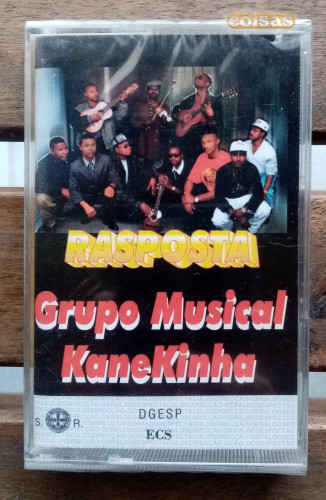 coisas
RASPOSTA
Grupo Musical
KaneKinha
S. R.
DGESP
ECS